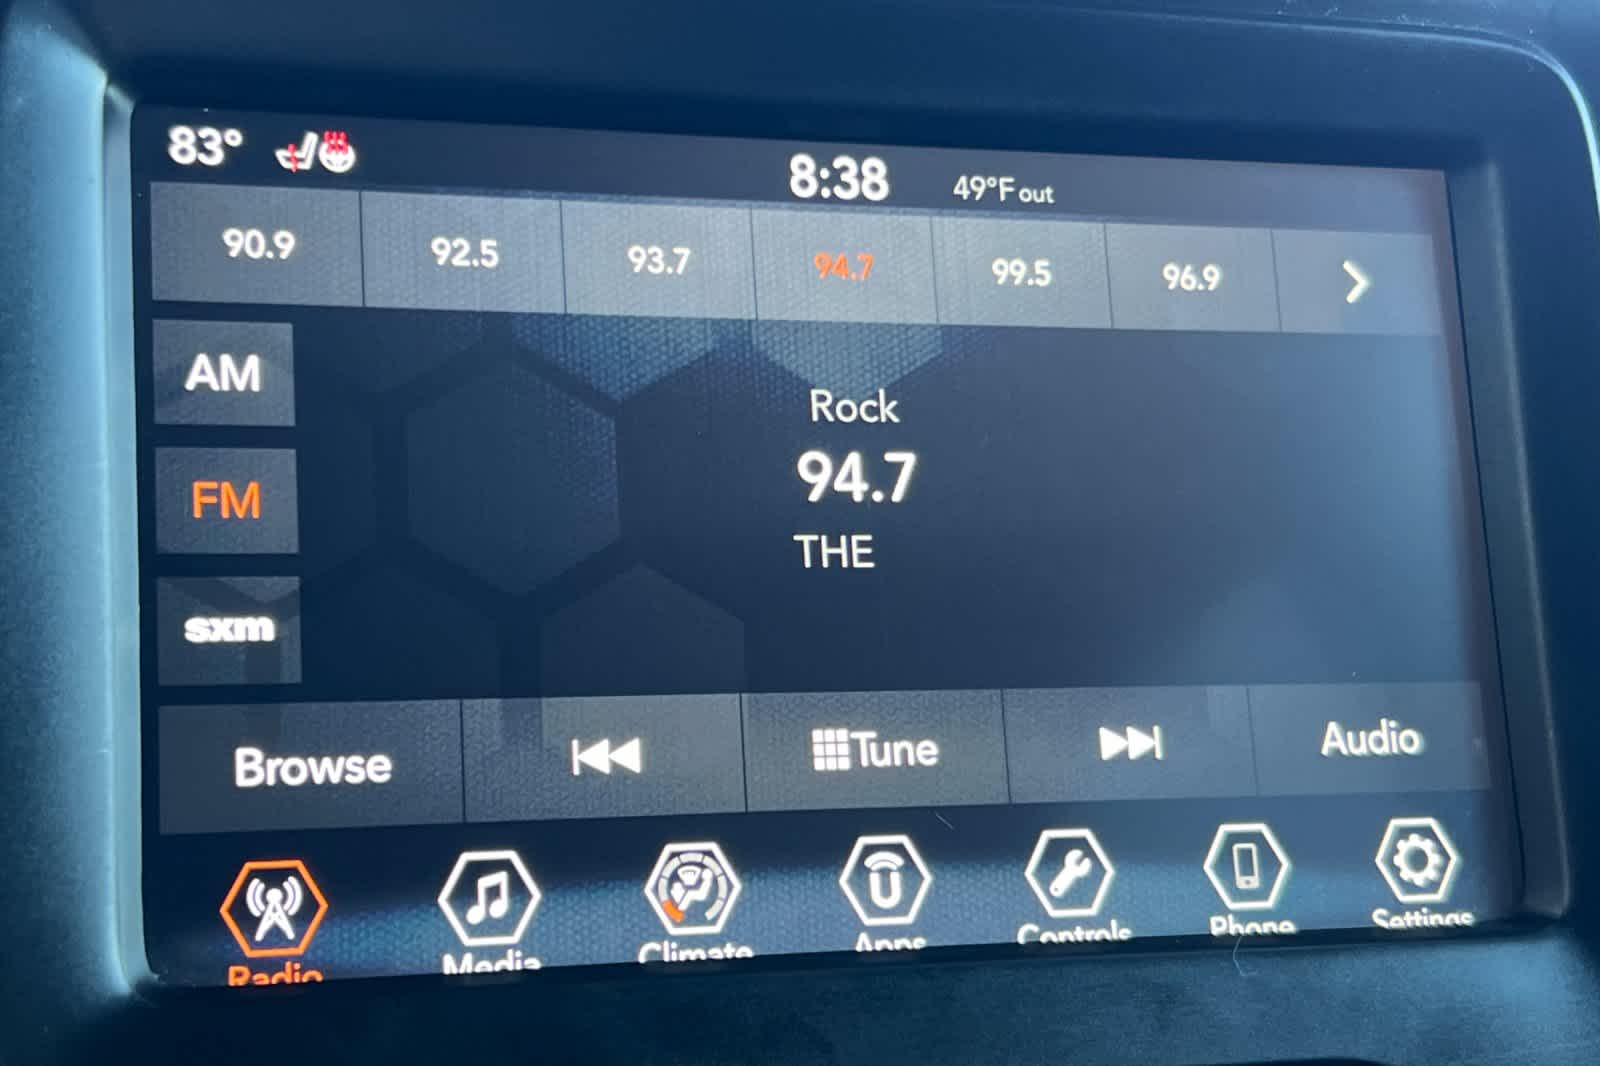 83° 8:38 49°F out
90.9 92.5 93.7 94.7 99.5 96.9
AM
FM
sxm
Rock
94.7
THE
Browse Tune Audio
Radio Media Climate Apps Controls Phone Settings